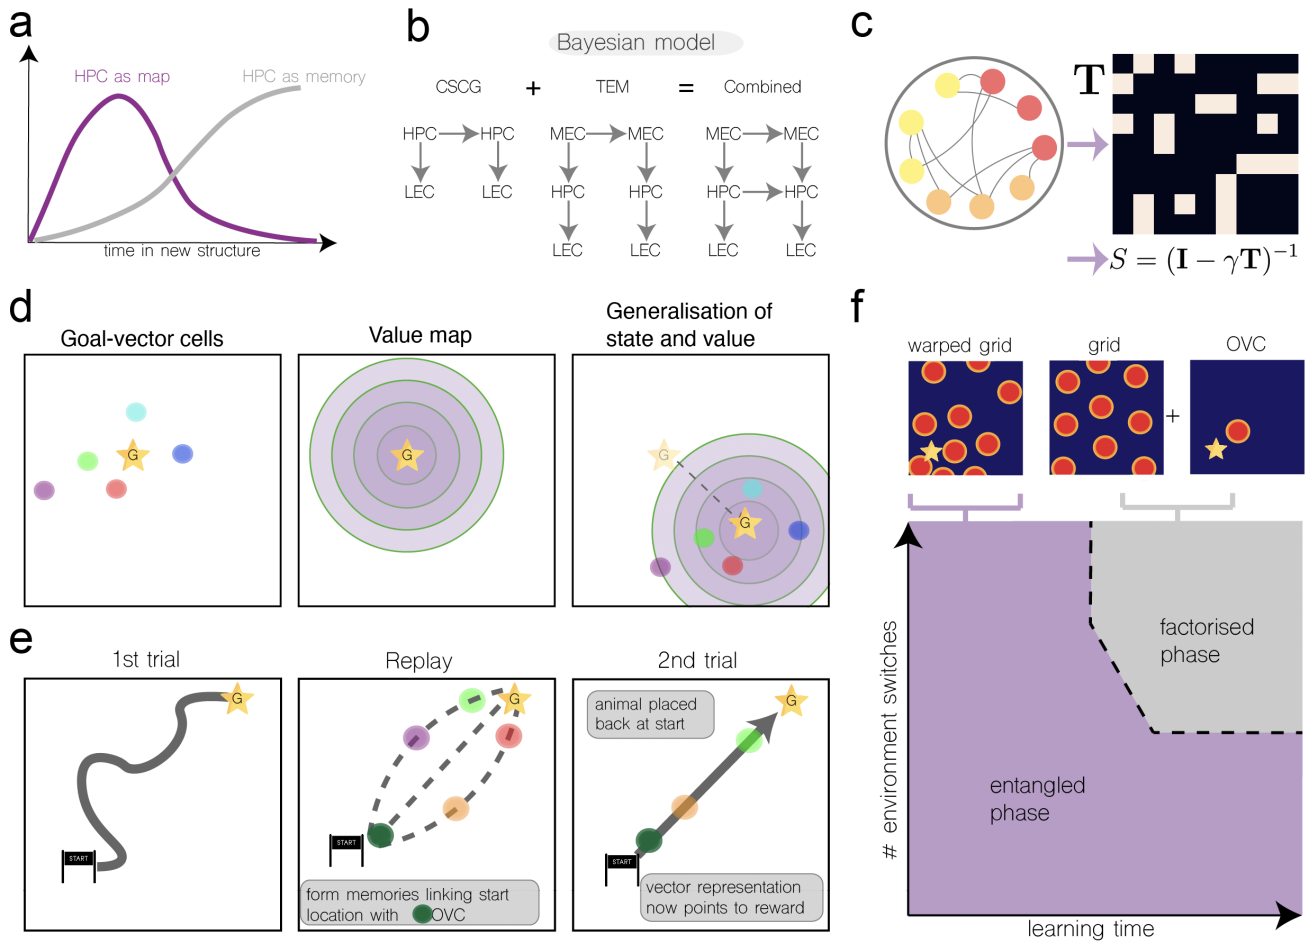 a
HPC as map
HPC as memory
time in new structure
b
Bayesian model
CSCG + TEM = Combined
HPC HPC MEC MEC MEC MEC
LEC LEC HPC HPC HPC HPC
LEC LEC LEC LEC
c
T
S = (I − γT)⁻¹
d
Goal-vector cells
G
Value map
G
Generalisation of
state and value
G
G
e
1st trial
G
START
Replay
G
START
form memories linking start
location with OVC
2nd trial
animal placed
back at start
G
START
vector representation
now points to reward
f
warped grid
grid
+
OVC
# environment switches
factorised
phase
entangled
phase
learning time